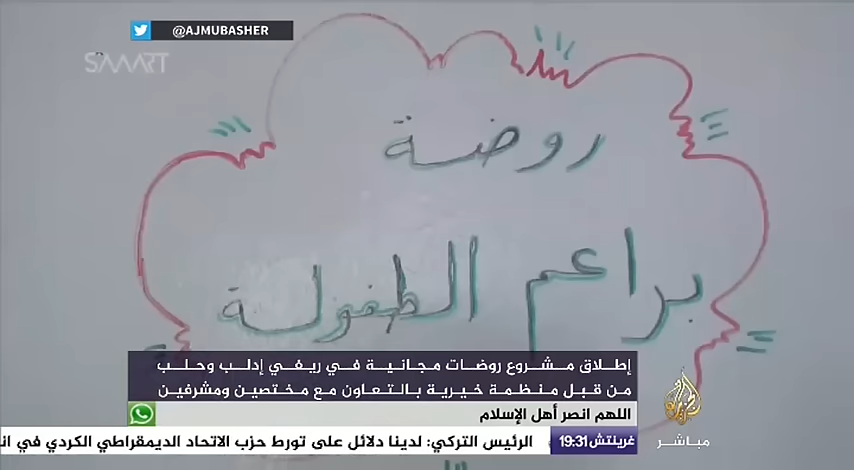 @AJMUBASHER
SMART
روضة
براعم الطفولة
إطلاق مشروع روضات مجانية في ريفي إدلب وحلب
من قبل منظمة خيرية بالتعاون مع مختصين ومشرفين
اللهم انصر أهل الإسلام
الجزيرة
مباشر
غرينتش 19:31
الرئيس التركي: لدينا دلائل على تورط حزب الاتحاد الديمقراطي الكردي في